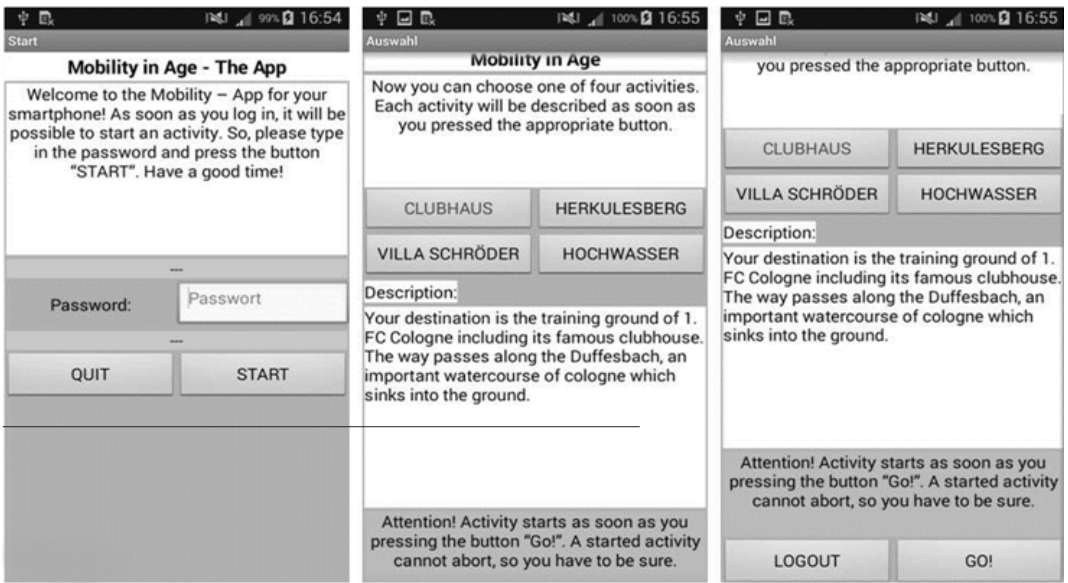 99% 16:54
Start
Mobility in Age - The App
Welcome to the Mobility – App for your
smartphone! As soon as you log in, it will be
possible to start an activity. So, please type
in the password and press the button
“START”. Have a good time!
---
Password: Passwort
---
QUIT START
100% 16:55
Auswahl
Mobility in Age
Now you can choose one of four activities.
Each activity will be described as soon as
you pressed the appropriate button.
CLUBHAUS HERKULESBERG
VILLA SCHRÖDER HOCHWASSER
Description:
Your destination is the training ground of 1.
FC Cologne including its famous clubhouse.
The way passes along the Duffesbach, an
important watercourse of cologne which
sinks into the ground.
Attention! Activity starts as soon as you
pressing the button “Go!”. A started activity
cannot abort, so you have to be sure.
100% 16:55
Auswahl
you pressed the appropriate button.
CLUBHAUS HERKULESBERG
VILLA SCHRÖDER HOCHWASSER
Description:
Your destination is the training ground of 1.
FC Cologne including its famous clubhouse.
The way passes along the Duffesbach, an
important watercourse of cologne which
sinks into the ground.
Attention! Activity starts as soon as you
pressing the button “Go!”. A started activity
cannot abort, so you have to be sure.
LOGOUT GO!